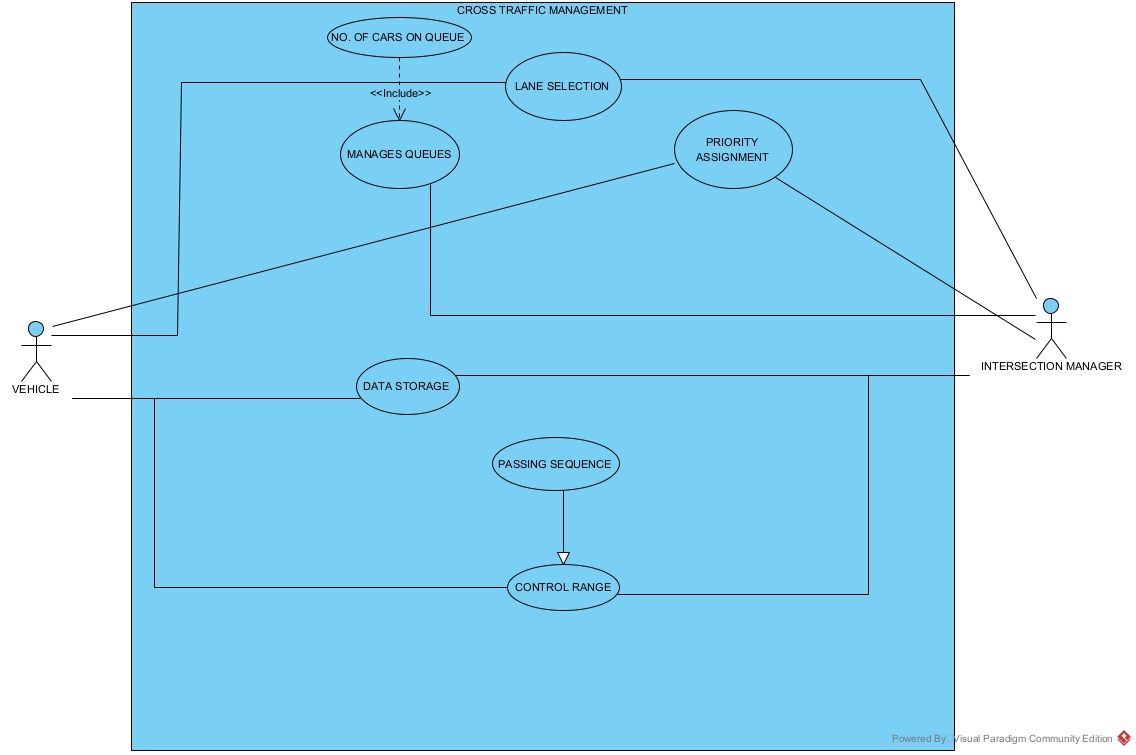 CROSS TRAFFIC MANAGEMENT
NO. OF CARS ON QUEUE
<<Include>>
LANE SELECTION
MANAGES QUEUES
PRIORITY
ASSIGNMENT
VEHICLE
INTERSECTION MANAGER
DATA STORAGE
PASSING SEQUENCE
CONTROL RANGE
Powered By Visual Paradigm Community Edition